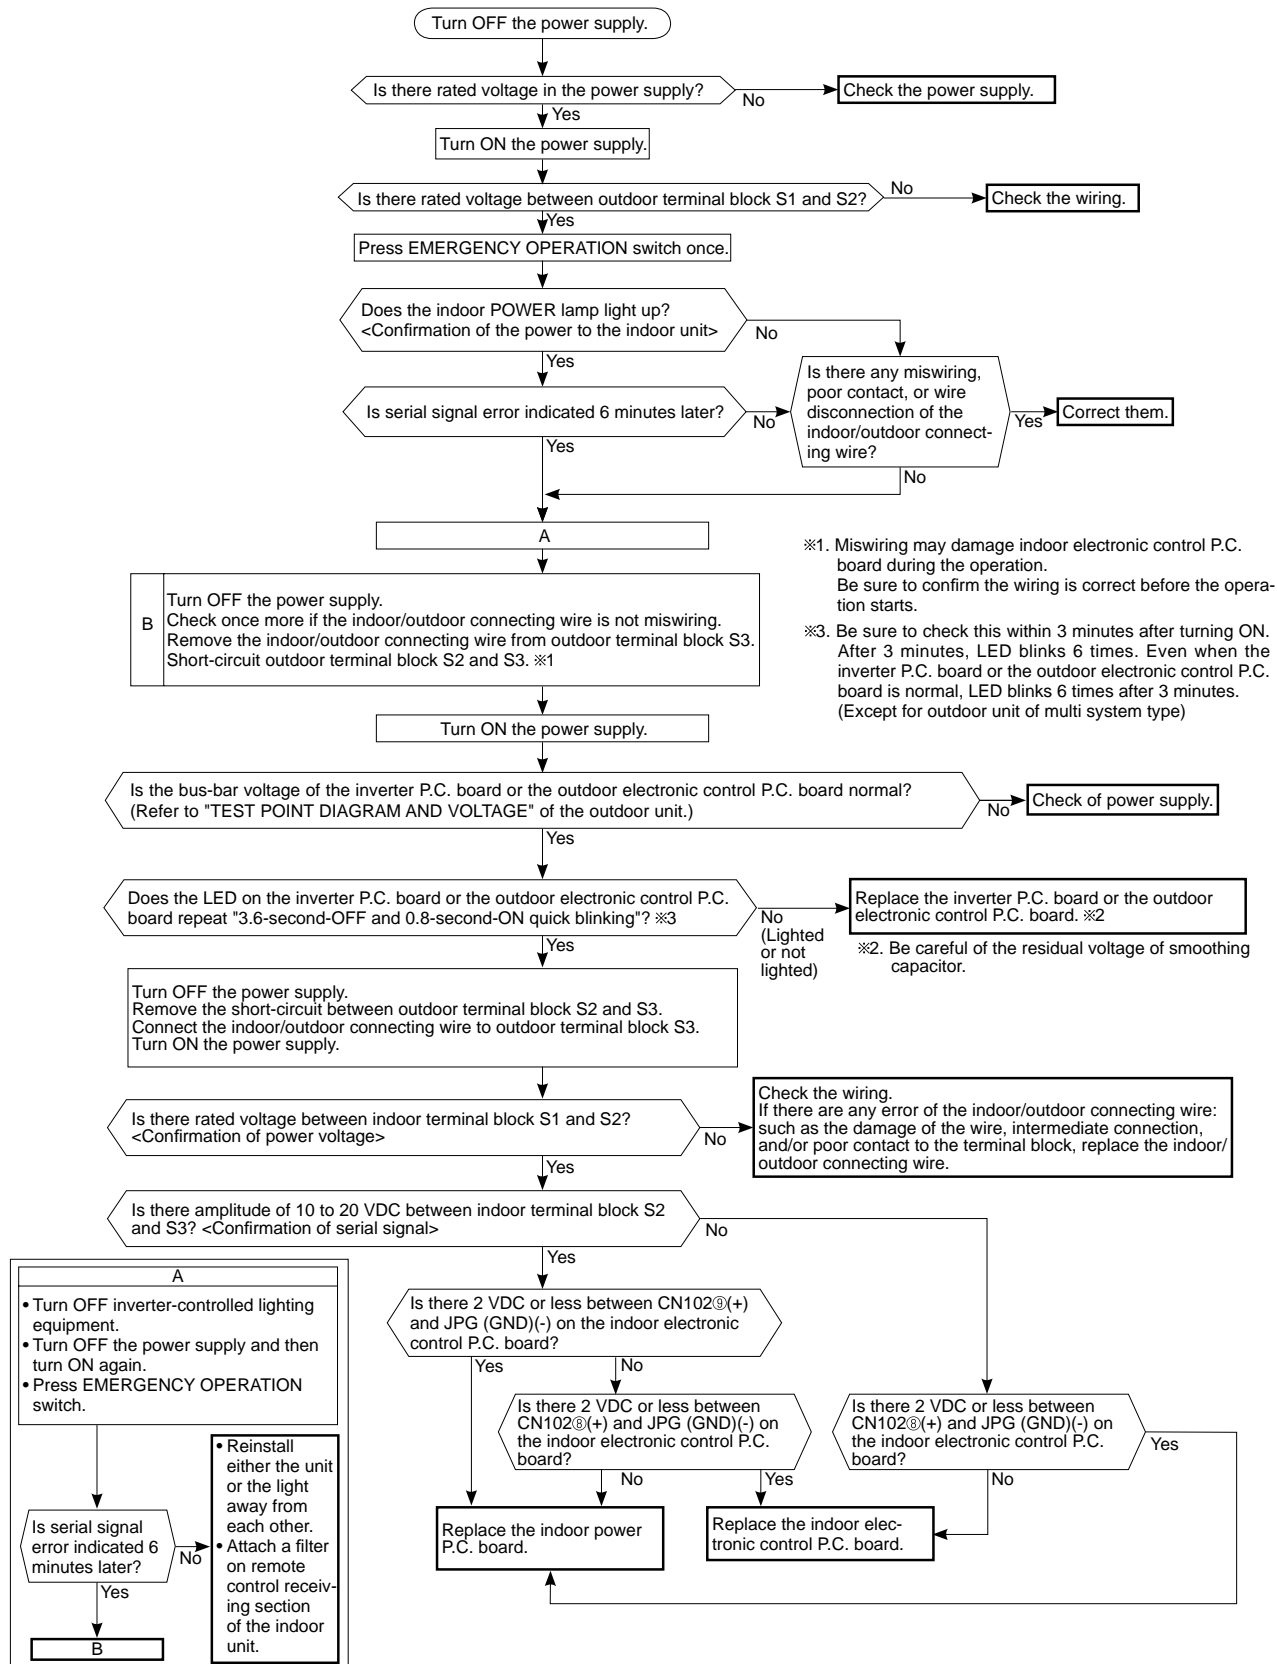 Turn OFF the power supply.
Is there rated voltage in the power supply?
No
Check the power supply.
Yes
Turn ON the power supply.
Is there rated voltage between outdoor terminal block S1 and S2?
No
Check the wiring.
Yes
Press EMERGENCY OPERATION switch once.
Does the indoor POWER lamp light up?
<Confirmation of the power to the indoor unit>
No
Yes
Is serial signal error indicated 6 minutes later?
No
Is there any miswiring,
poor contact, or wire
disconnection of the
indoor/outdoor connect-
ing wire?
Yes
Correct them.
Yes
No
A
※1. Miswiring may damage indoor electronic control P.C.
board during the operation.
Be sure to confirm the wiring is correct before the opera-
tion starts.
※3. Be sure to check this within 3 minutes after turning ON.
After 3 minutes, LED blinks 6 times. Even when the
inverter P.C. board or the outdoor electronic control P.C.
board is normal, LED blinks 6 times after 3 minutes.
(Except for outdoor unit of multi system type)
B
Turn OFF the power supply.
Check once more if the indoor/outdoor connecting wire is not miswiring.
Remove the indoor/outdoor connecting wire from outdoor terminal block S3.
Short-circuit outdoor terminal block S2 and S3. ※1
Turn ON the power supply.
Is the bus-bar voltage of the inverter P.C. board or the outdoor electronic control P.C. board normal?
(Refer to "TEST POINT DIAGRAM AND VOLTAGE" of the outdoor unit.)
No
Check of power supply.
Yes
Does the LED on the inverter P.C. board or the outdoor electronic control P.C.
board repeat "3.6-second-OFF and 0.8-second-ON quick blinking"? ※3
No
(Lighted
or not
lighted)
Replace the inverter P.C. board or the outdoor
electronic control P.C. board. ※2
※2. Be careful of the residual voltage of smoothing
capacitor.
Yes
Turn OFF the power supply.
Remove the short-circuit between outdoor terminal block S2 and S3.
Connect the indoor/outdoor connecting wire to outdoor terminal block S3.
Turn ON the power supply.
Is there rated voltage between indoor terminal block S1 and S2?
<Confirmation of power voltage>
No
Check the wiring.
If there are any error of the indoor/outdoor connecting wire:
such as the damage of the wire, intermediate connection,
and/or poor contact to the terminal block, replace the indoor/
outdoor connecting wire.
Yes
Is there amplitude of 10 to 20 VDC between indoor terminal block S2
and S3? <Confirmation of serial signal>
No
Yes
Is there 2 VDC or less between CN102⑨(+)
and JPG (GND)(-) on the indoor electronic
control P.C. board?
Yes
No
Is there 2 VDC or less between
CN102⑧(+) and JPG (GND)(-) on
the indoor electronic control P.C.
board?
No
Yes
Is there 2 VDC or less between
CN102⑧(+) and JPG (GND)(-) on
the indoor electronic control P.C.
board?
Yes
No
Replace the indoor power
P.C. board.
Replace the indoor elec-
tronic control P.C. board.
A
• Turn OFF inverter-controlled lighting
equipment.
• Turn OFF the power supply and then
turn ON again.
• Press EMERGENCY OPERATION
switch.
Is serial signal
error indicated 6
minutes later?
No
• Reinstall
either the unit
or the light
away from
each other.
• Attach a filter
on remote
control receiv-
ing section
of the indoor
unit.
Yes
B